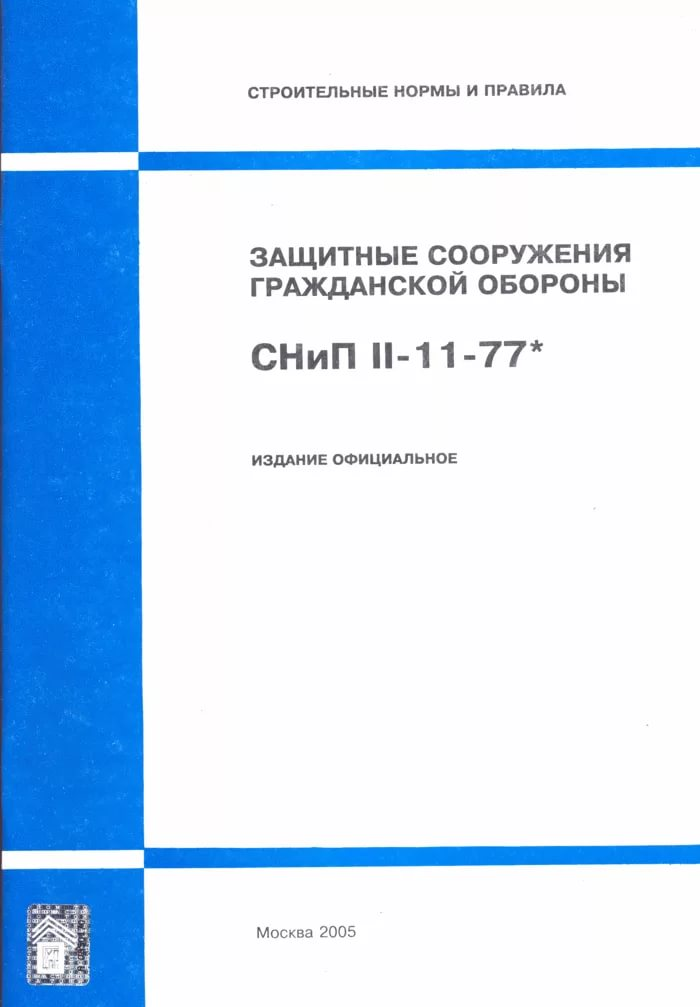 СТРОИТЕЛЬНЫЕ НОРМЫ И ПРАВИЛА
ЗАЩИТНЫЕ СООРУЖЕНИЯ
ГРАЖДАНСКОЙ ОБОРОНЫ
СНиП II-11-77*
ИЗДАНИЕ ОФИЦИАЛЬНОЕ
Москва 2005